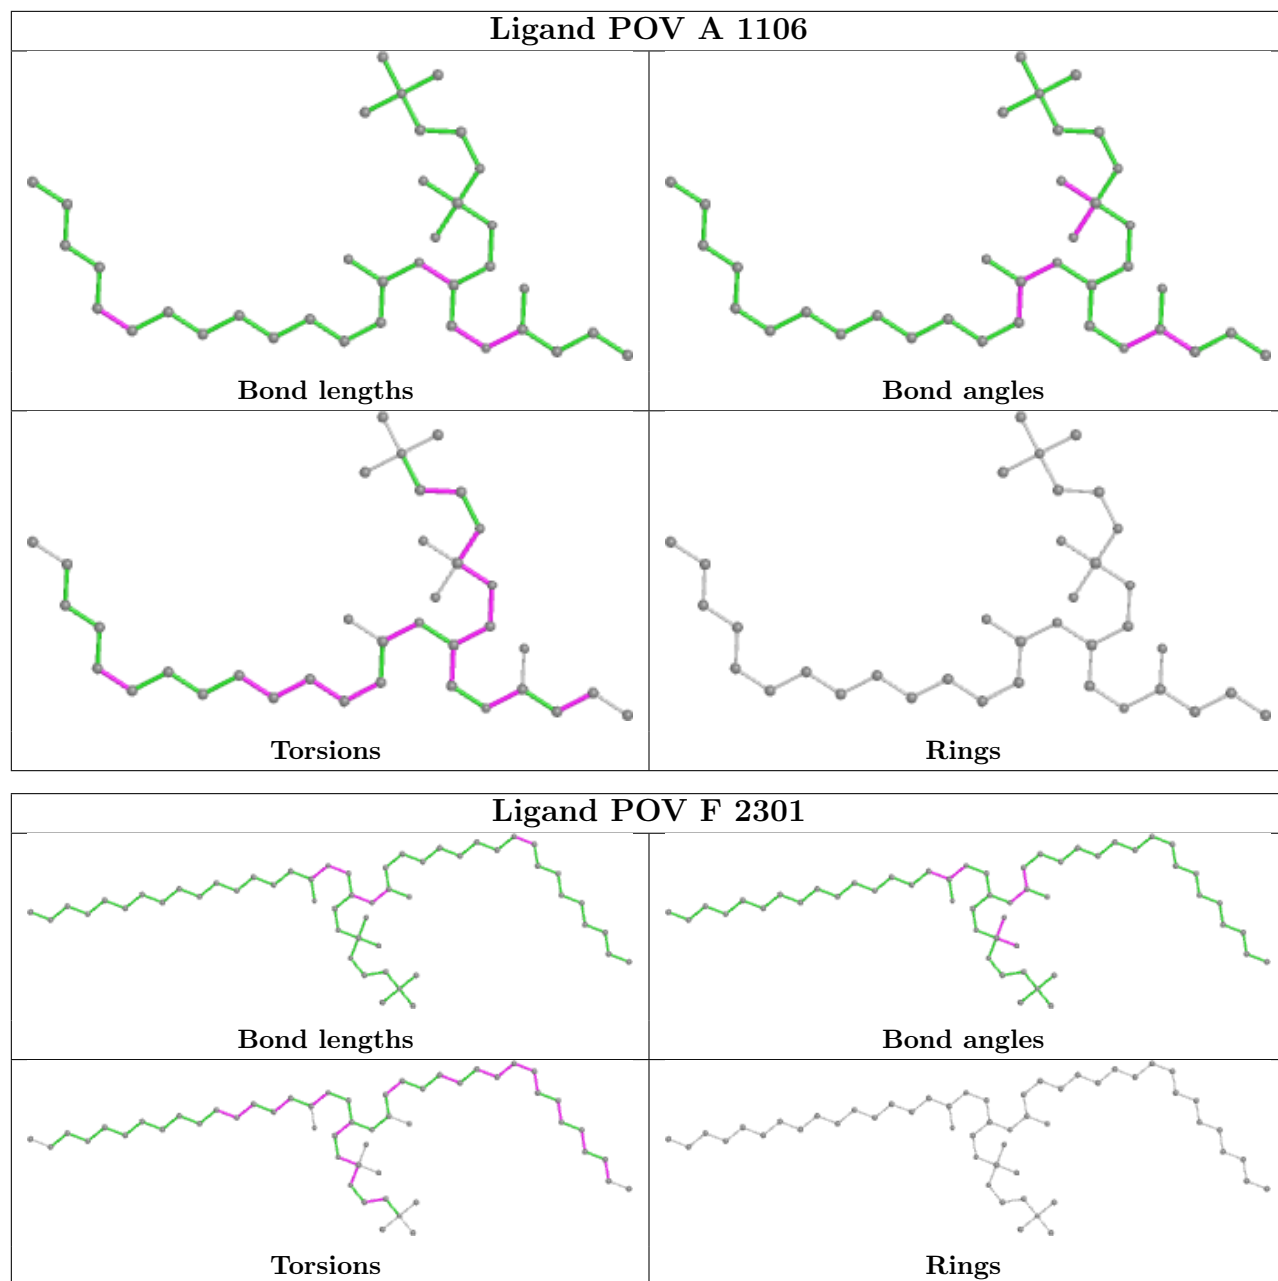 Ligand POV A 1106
Bond lengths
Bond angles
Torsions
Rings
Ligand POV F 2301
Bond lengths
Bond angles
Torsions
Rings